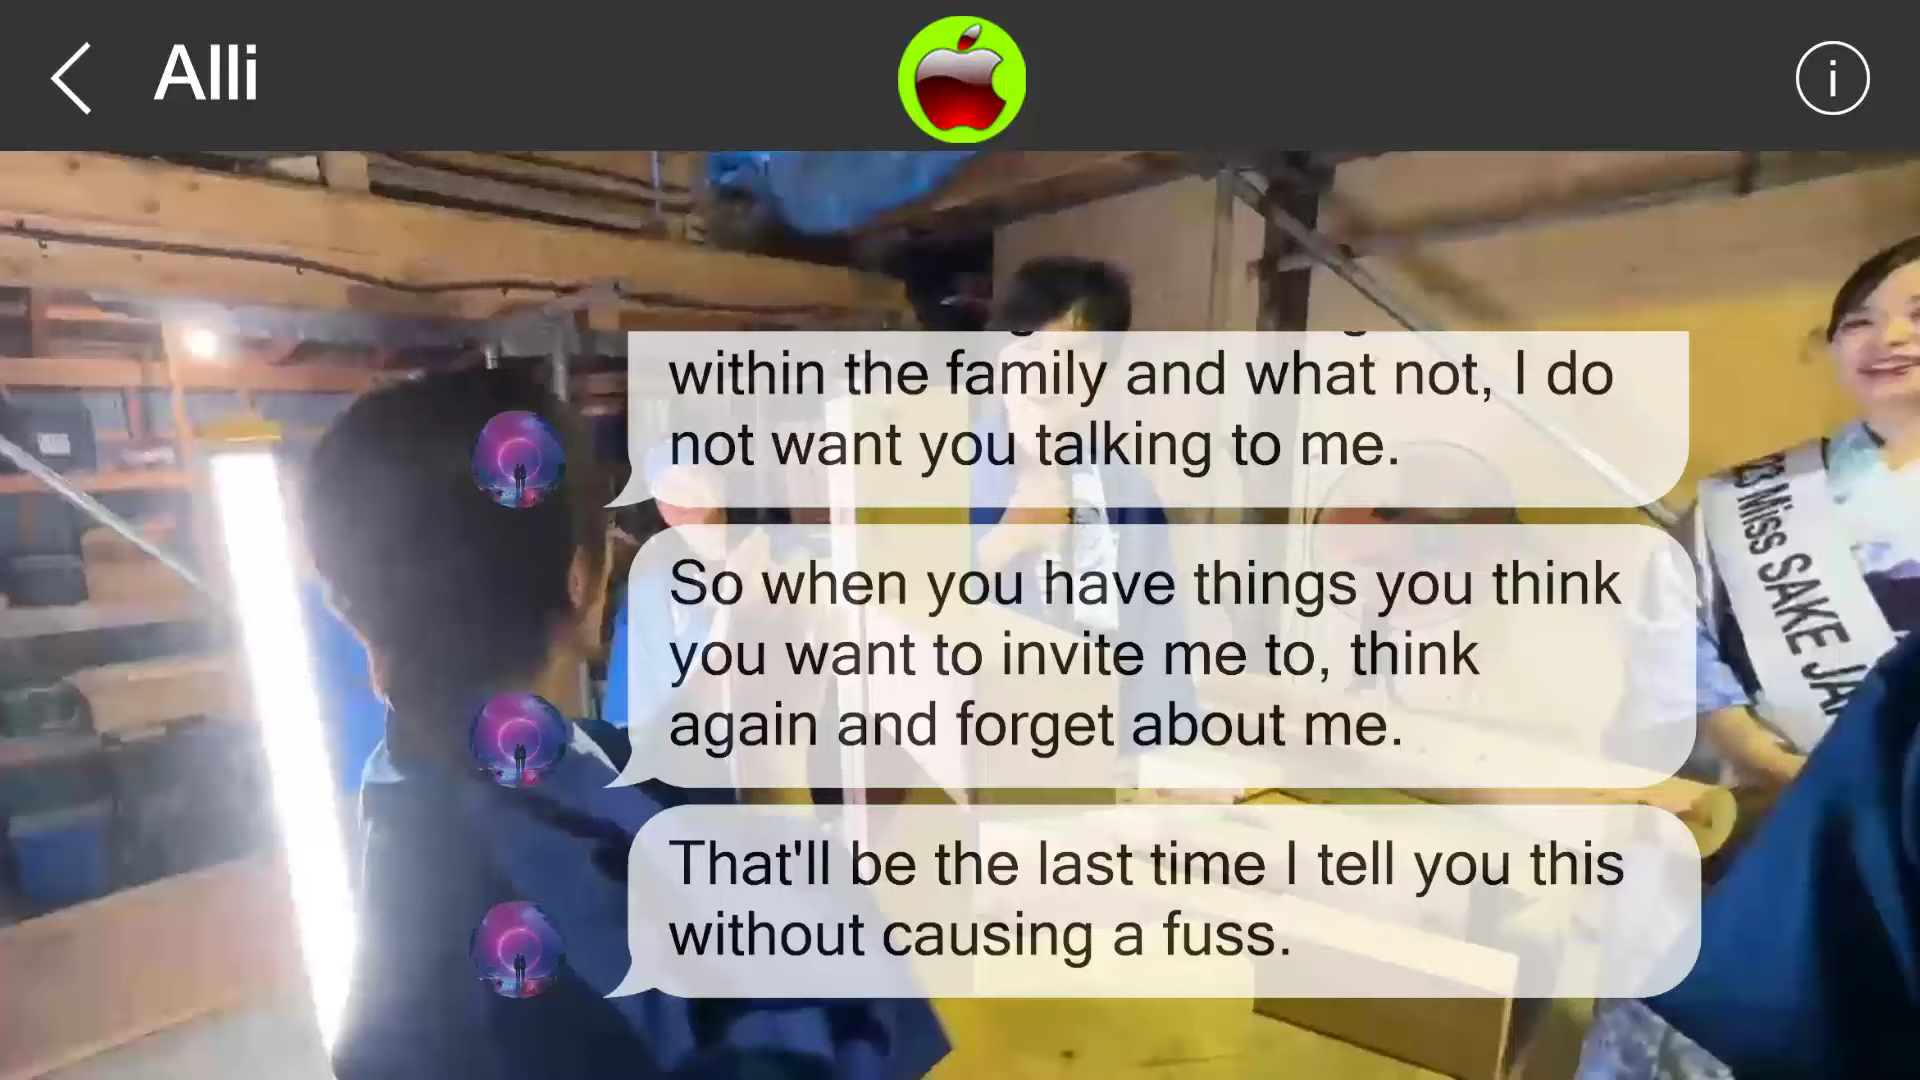 Alli
within the family and what not, I do
not want you talking to me.
So when you have things you think
you want to invite me to, think
again and forget about me.
That'll be the last time I tell you this
without causing a fuss.
Miss SAKE